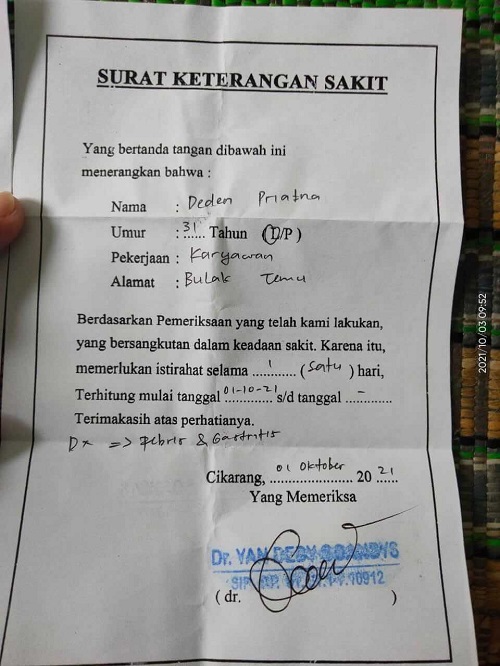 SURAT KETERANGAN SAKIT
Yang bertanda tangan dibawah ini
menerangkan bahwa :
Nama : Deden Priatna
Umur : 31 Tahun (L/P )
Pekerjaan : Karyawan
Alamat : Bulak Temu
Berdasarkan Pemeriksaan yang telah kami lakukan,
yang bersangkutan dalam keadaan sakit. Karena itu,
memerlukan istirahat selama ....1.... ( satu ) hari,
Terhitung mulai tanggal 01-10-21 s/d tanggal ....-....
Terimakasih atas perhatianya.
Dx => Febris & Gastritis
Cikarang, 01 Oktober 20 21
Yang Memeriksa
Dr. YAN
SIP 10912
( dr. )
2021/10/03 09:52